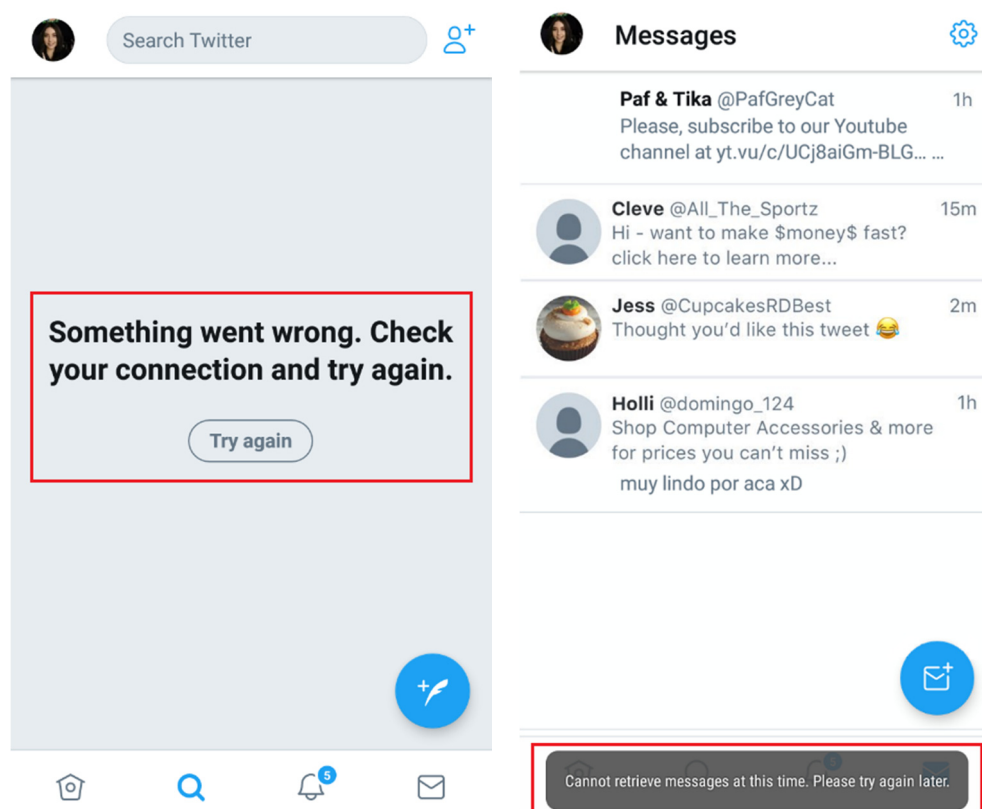 Search Twitter
Something went wrong. Check
your connection and try again.
Try again
5
Messages
Paf & Tika @PafGreyCat 1h
Please, subscribe to our Youtube
channel at yt.vu/c/UCj8aiGm-BLG... ...
Cleve @All_The_Sportz 15m
Hi - want to make $money$ fast?
click here to learn more...
Jess @CupcakesRDBest 2m
Thought you'd like this tweet 😂
Holli @domingo_124 1h
Shop Computer Accessories & more
for prices you can't miss ;)
muy lindo por aca xD
5
Cannot retrieve messages at this time. Please try again later.